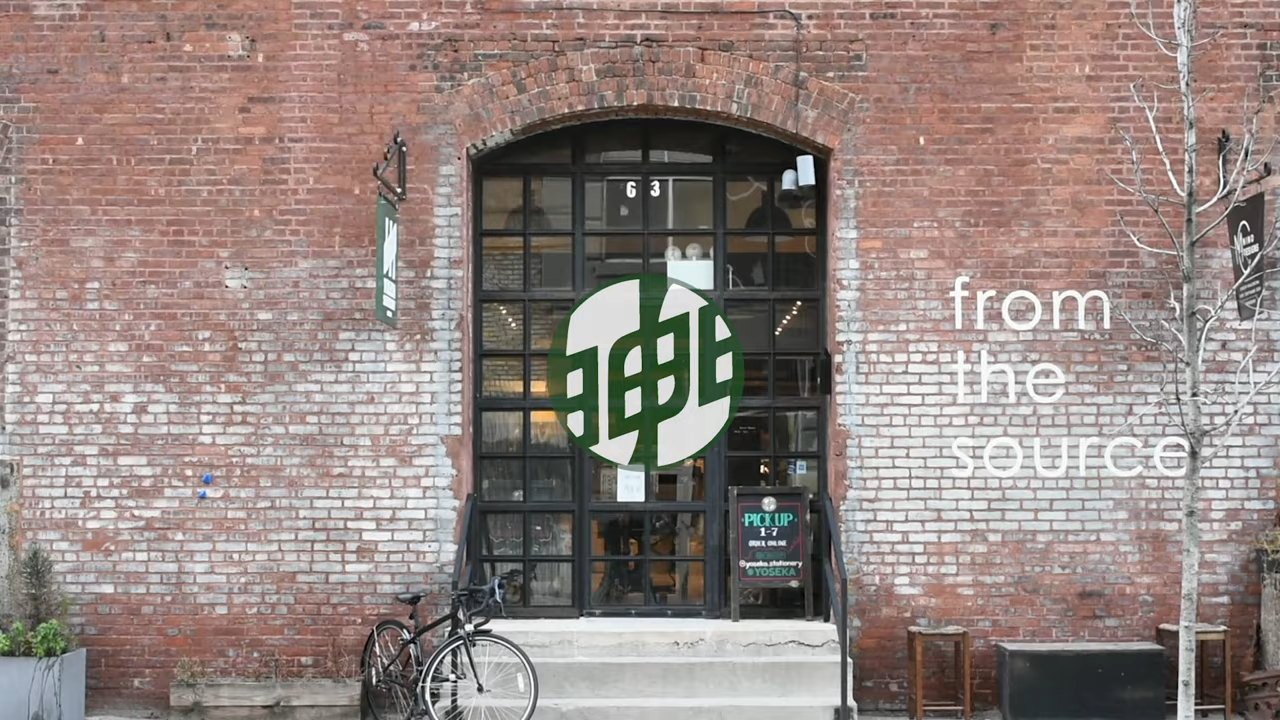 63
from
the
source
PICKUP
1-7
ORDER ONLINE
@yoseka.stationery
YOSEKA